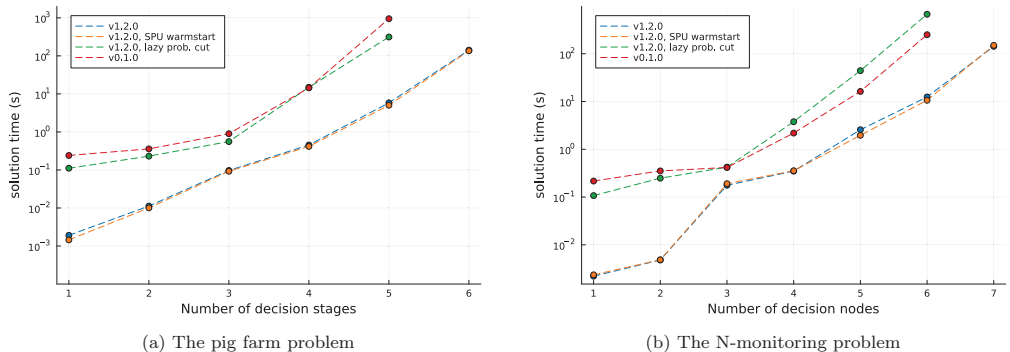 10³
10²
10¹
10⁰
10⁻¹
10⁻²
10⁻³
solution time (s)
v1.2.0
v1.2.0, SPU warmstart
v1.2.0, lazy prob. cut
v0.1.0
1 2 3 4 5 6
Number of decision stages
(a) The pig farm problem
10²
10¹
10⁰
10⁻¹
10⁻²
solution time (s)
v1.2.0
v1.2.0, SPU warmstart
v1.2.0, lazy prob. cut
v0.1.0
1 2 3 4 5 6 7
Number of decision nodes
(b) The N-monitoring problem